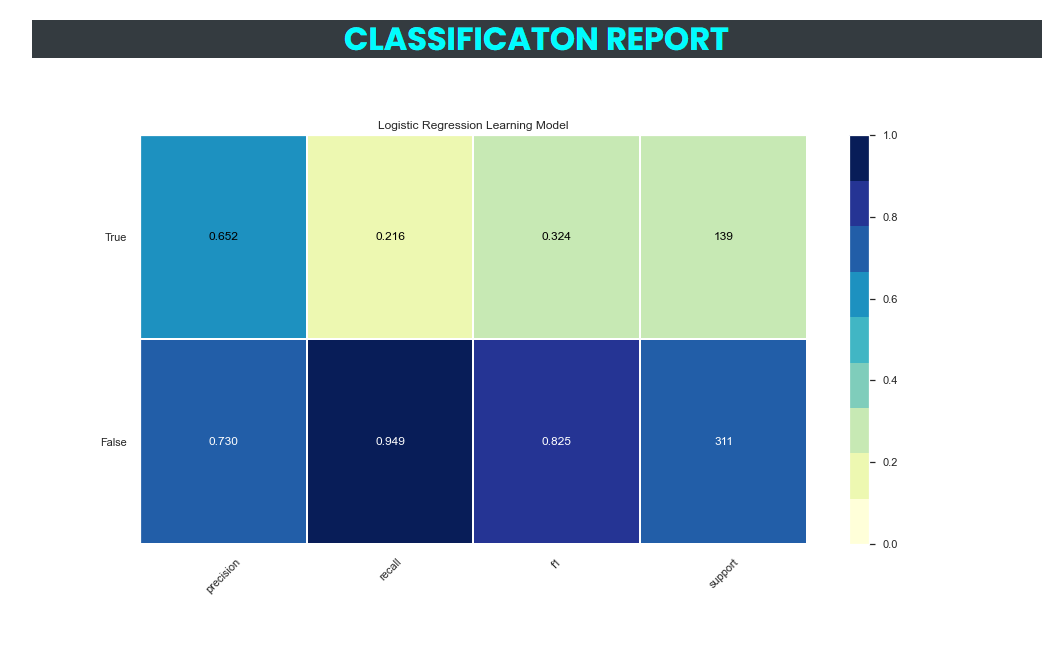 CLASSIFICATON REPORT
Logistic Regression Learning Model
1.0
0.8
True 0.652 0.216 0.324 139
0.6
0.4
False 0.730 0.949 0.825 311
0.2
0.0
precision recall f1 support